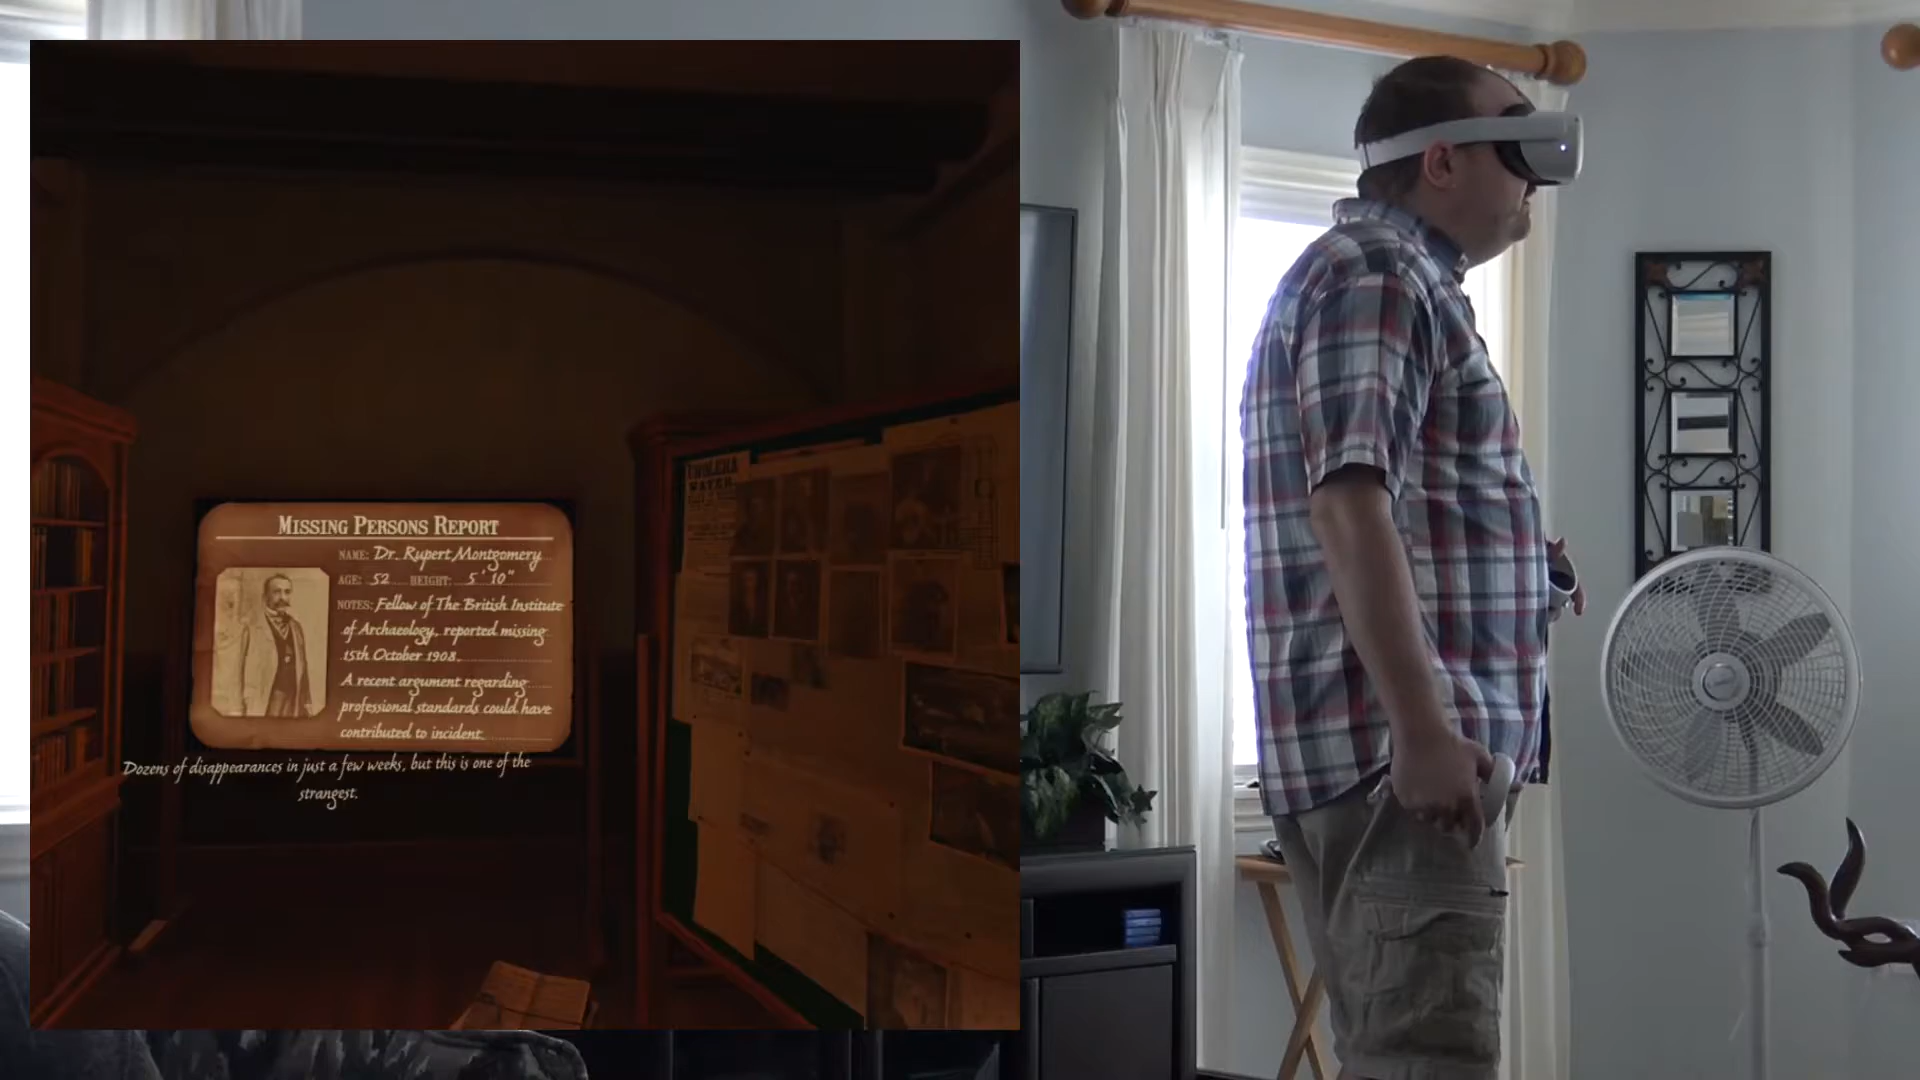 MISSING PERSONS REPORT
NAME: Dr. Rupert Montgomery
AGE: 52 HEIGHT: 5' 10"
NOTES: Fellow of The British Institute
of Archaeology, reported missing
15th October 1908.
A recent argument regarding
professional standards could have
contributed to incident.
Dozens of disappearances in just a few weeks, but this is one of the
strangest.
CHOLERA
WATER.